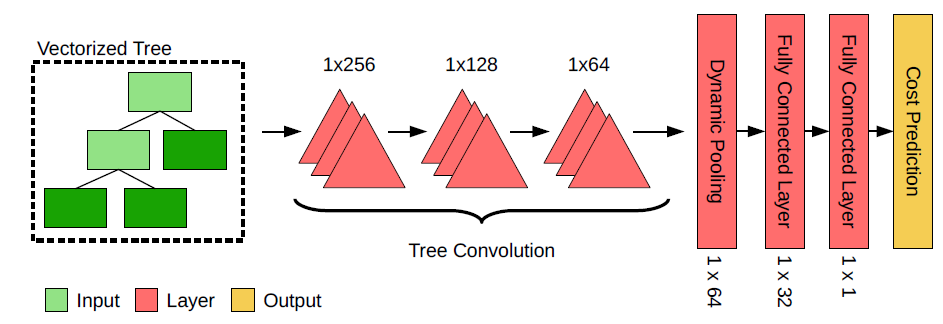 Vectorized Tree
1x256
1x128
1x64
Tree Convolution
Dynamic Pooling
1 x 64
Fully Connected Layer
1 x 32
Fully Connected Layer
1 x 1
Cost Prediction
Input
Layer
Output